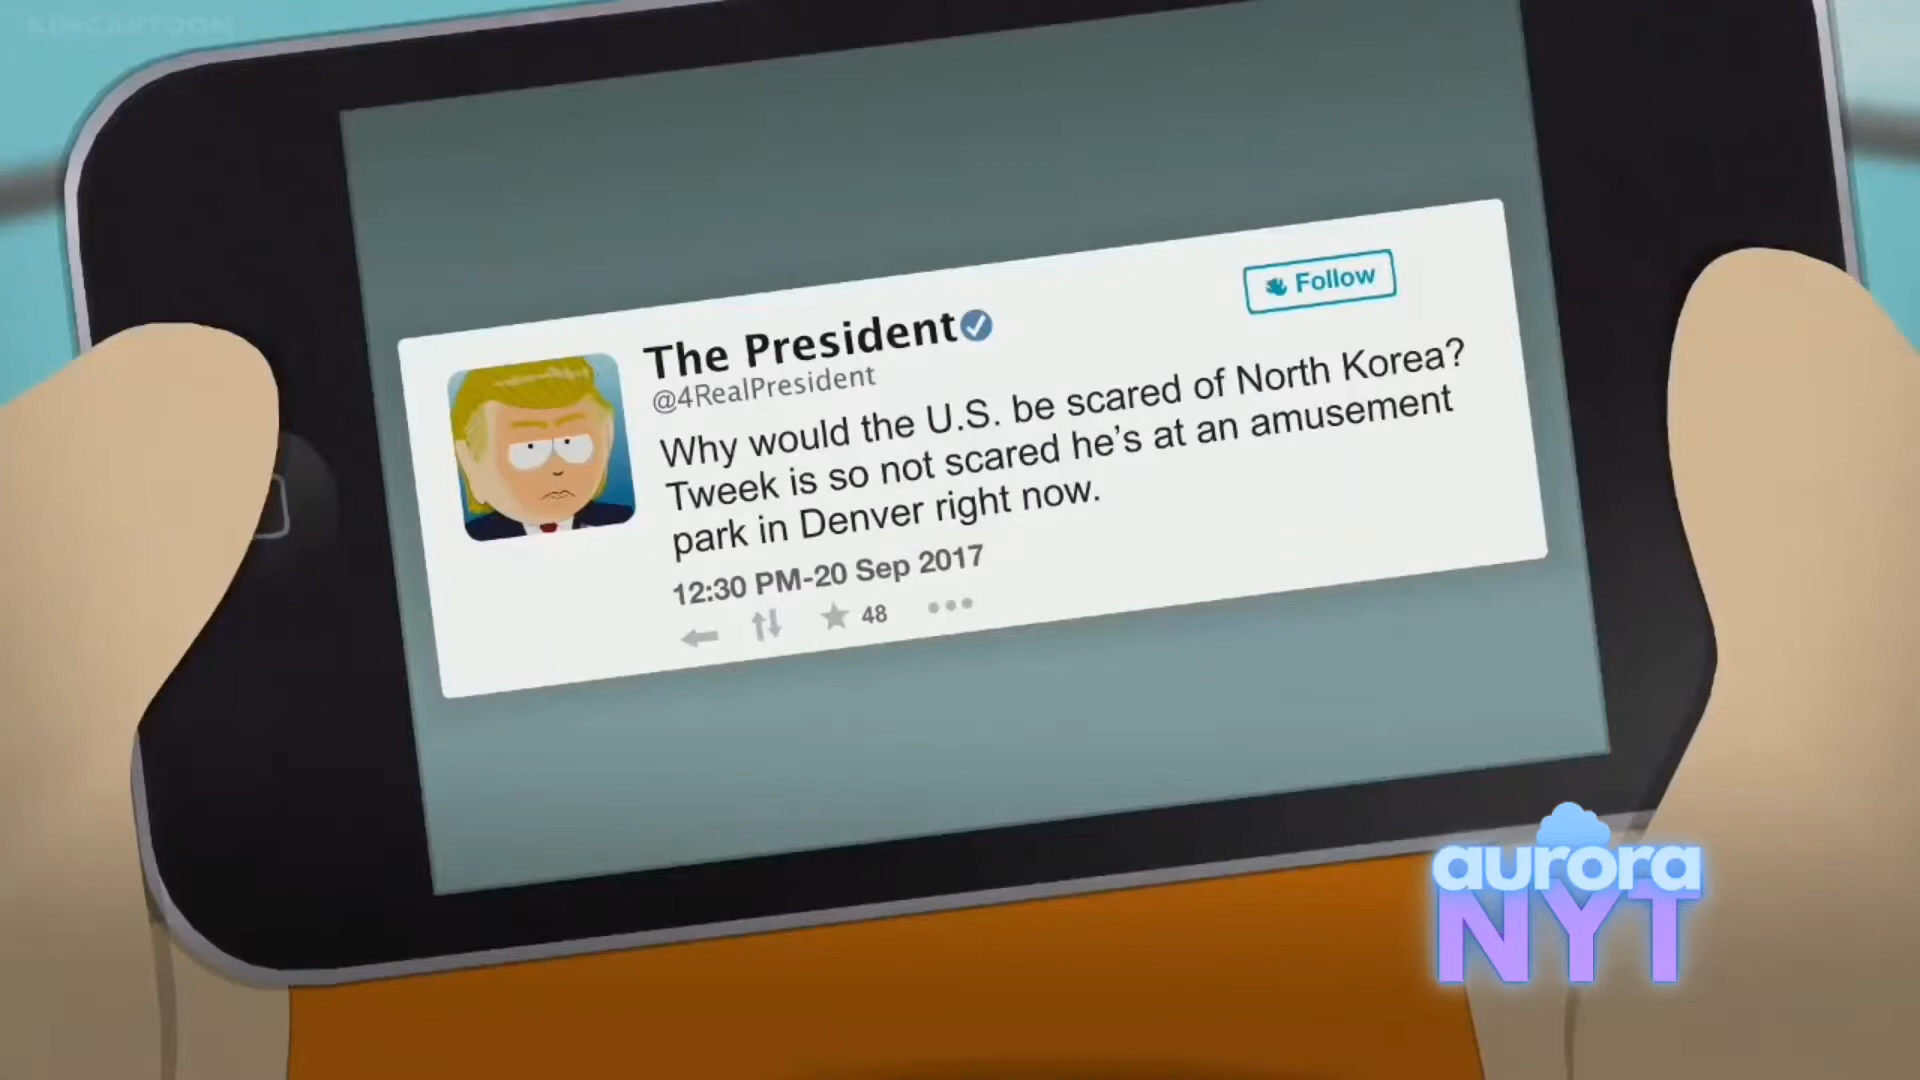 KIMCARTOON
The President
@4RealPresident
Follow
Why would the U.S. be scared of North Korea?
Tweek is so not scared he's at an amusement
park in Denver right now.
12:30 PM-20 Sep 2017
48
aurora
NYT